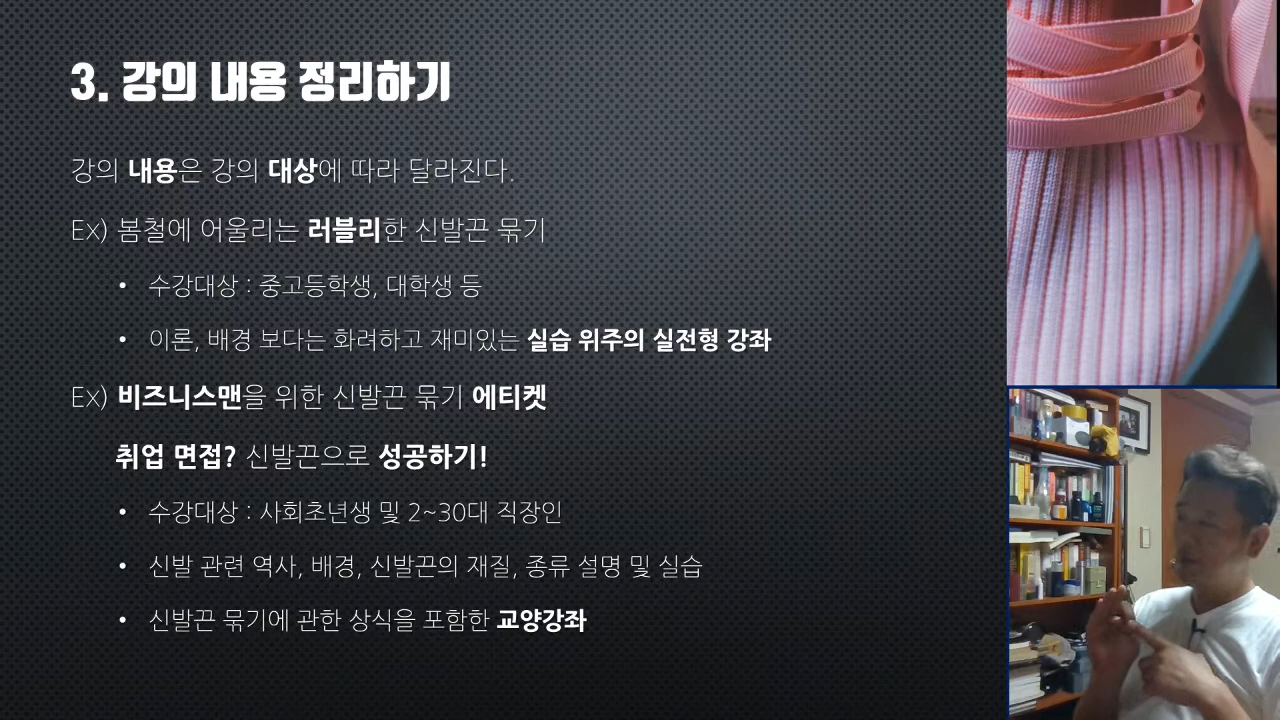 3. 강의 내용 정리하기
강의 내용은 강의 대상에 따라 달라진다.
Ex) 봄철에 어울리는 러블리한 신발끈 묶기
• 수강대상 : 중고등학생, 대학생 등
• 이론, 배경 보다는 화려하고 재미있는 실습 위주의 실전형 강좌
Ex) 비즈니스맨을 위한 신발끈 묶기 에티켓
취업 면접? 신발끈으로 성공하기!
• 수강대상 : 사회초년생 및 2~30대 직장인
• 신발 관련 역사, 배경, 신발끈의 재질, 종류 설명 및 실습
• 신발끈 묶기에 관한 상식을 포함한 교양강좌